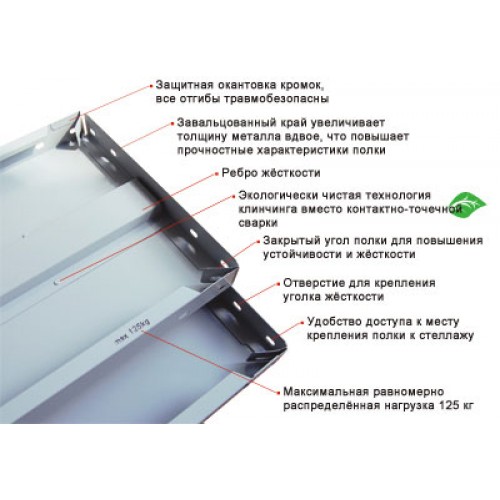 Защитная окантовка кромок,
все отгибы травмобезопасны
Завальцованный край увеличивает
толщину металла вдвое, что повышает
прочностные характеристики полки
Ребро жёсткости
Экологически чистая технология
клинчинга вместо контактно-точечной
сварки
Закрытый угол полки для повышения
устойчивости и жёсткости
Отверстие для крепления
уголка жёсткости
Удобство доступа к месту
крепления полки к стеллажу
max 125kg
Максимальная равномерно
распределённая нагрузка 125 кг